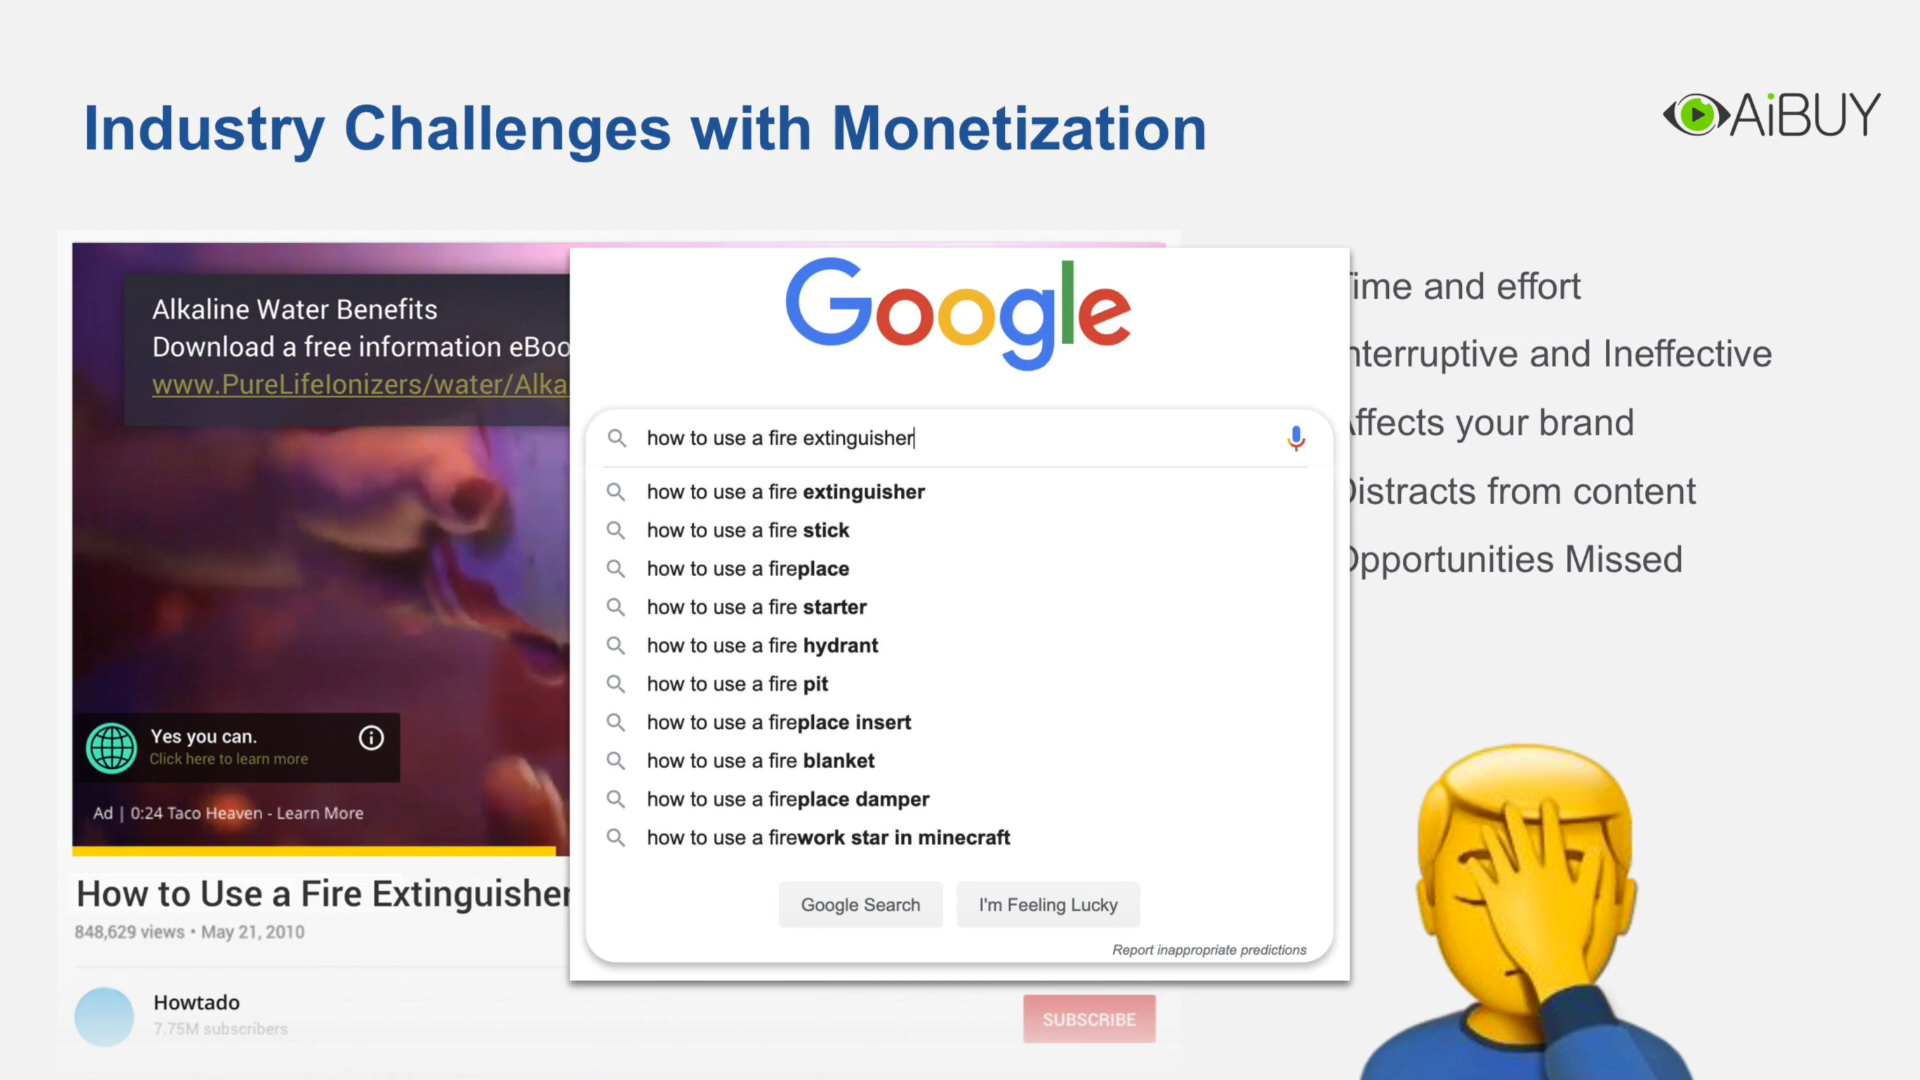 Industry Challenges with Monetization
AiBUY
Alkaline Water Benefits
Download a free information eBoo
www.PureLifeIonizers/water/Alka
Yes you can.
Click here to learn more
Ad | 0:24 Taco Heaven - Learn More
How to Use a Fire Extinguisher
848,629 views • May 21, 2010
Howtado
7.75M subscribers
SUBSCRIBE
Google
how to use a fire extinguisher
how to use a fire extinguisher
how to use a fire stick
how to use a fireplace
how to use a fire starter
how to use a fire hydrant
how to use a fire pit
how to use a fireplace insert
how to use a fire blanket
how to use a fireplace damper
how to use a firework star in minecraft
Google Search
I'm Feeling Lucky
Report inappropriate predictions
ime and effort
nterruptive and Ineffective
Affects your brand
Distracts from content
Opportunities Missed